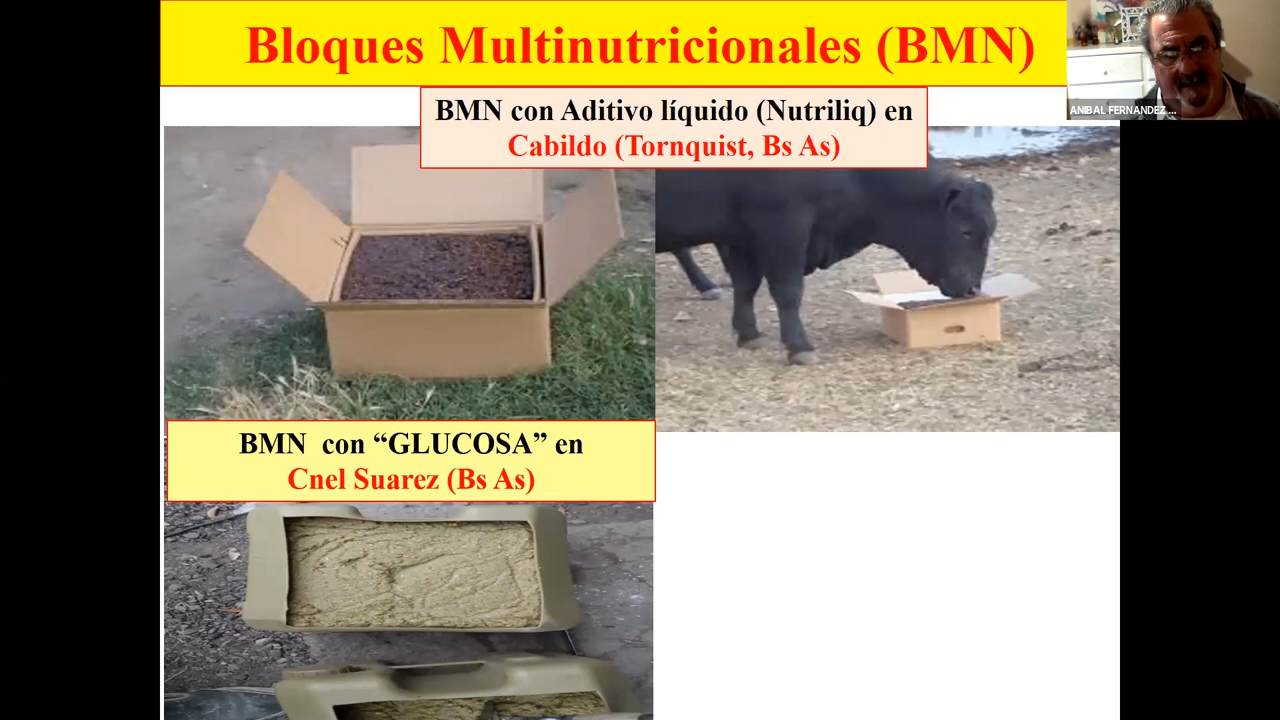 Bloques Multinutricionales (BMN)
ANIBAL FERNANDEZ ...
BMN con Aditivo líquido (Nutriliq) en
Cabildo (Tornquist, Bs As)
BMN con “GLUCOSA” en
Cnel Suarez (Bs As)